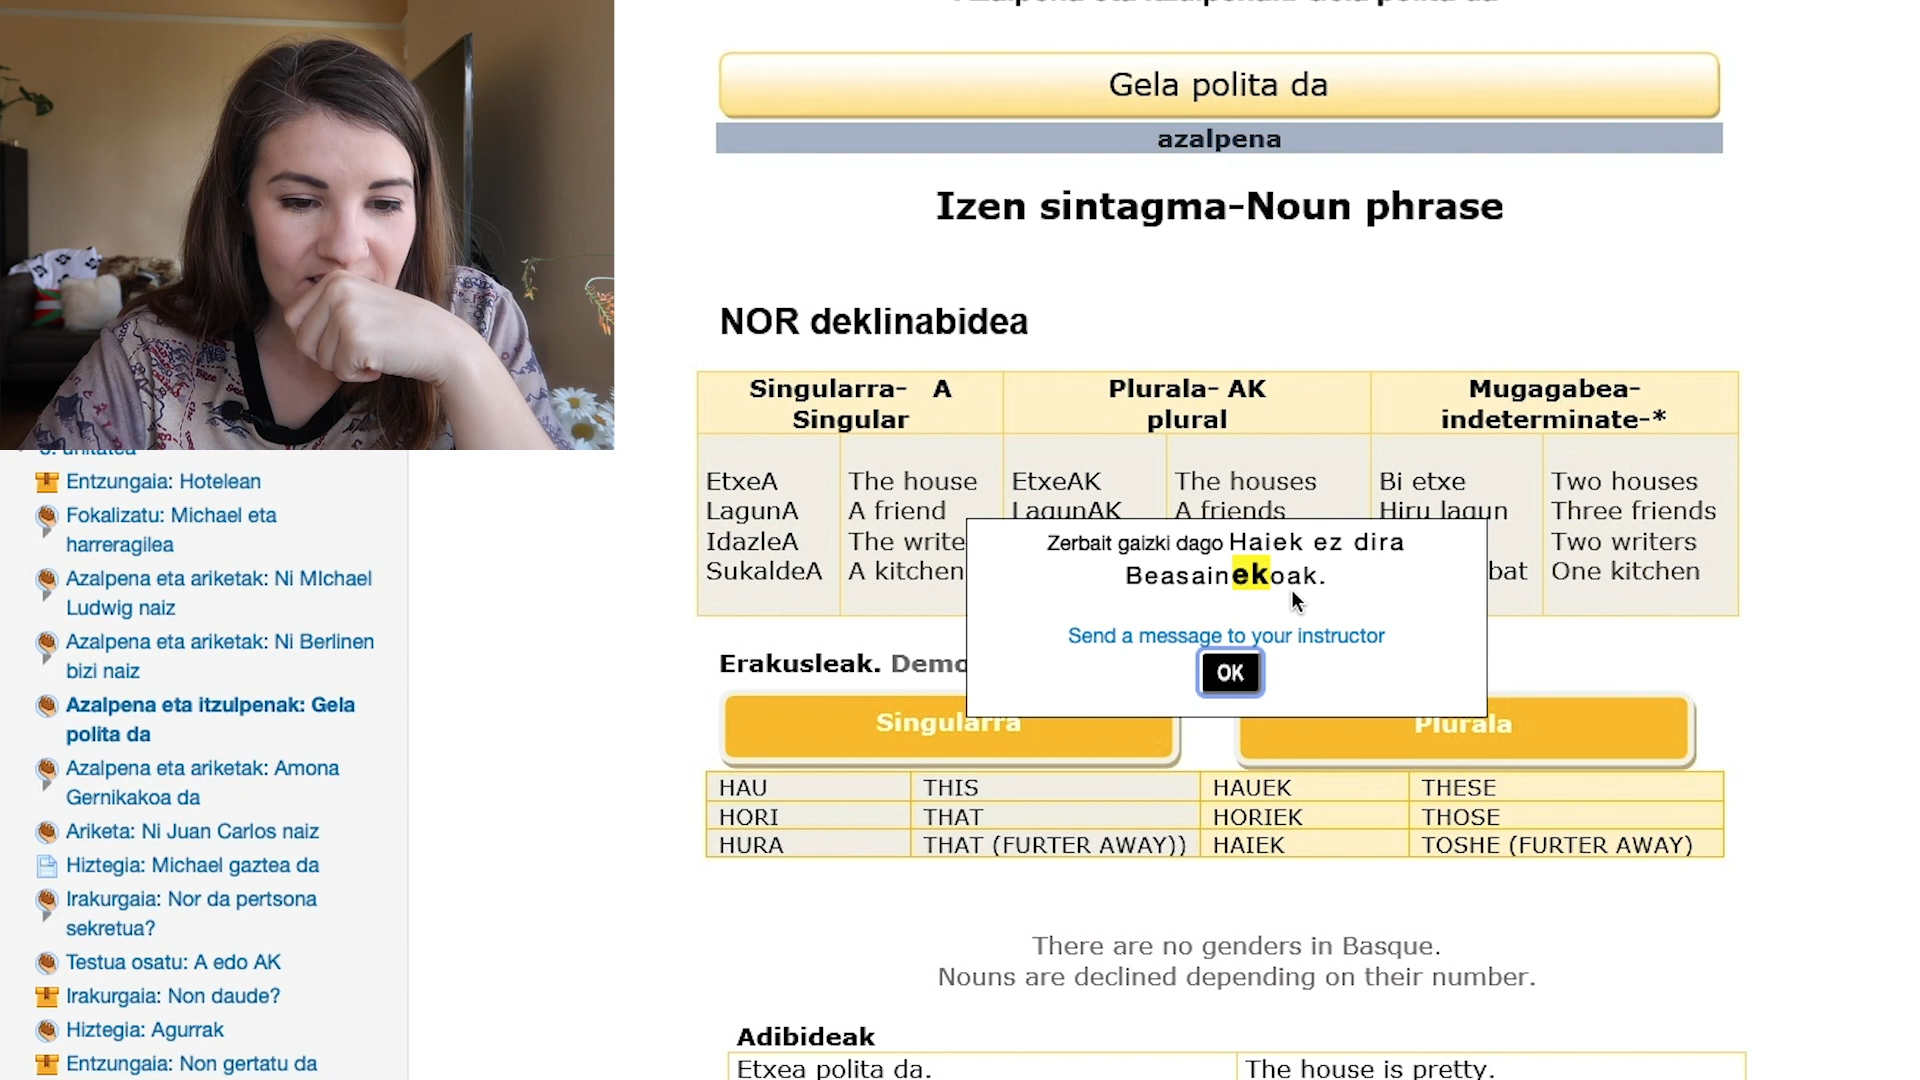 Gela polita da
azalpena
Izen sintagma-Noun phrase
NOR deklinabidea
Singularra- A
Singular
Plurala- AK
plural
Mugagabea-
indeterminate-*
EtxeA The house EtxeAK The houses Bi etxe Two houses
LagunA A friend LagunAK A friends Hiru lagun Three friends
IdazleA The write Two writers
SukaldeA A kitchen bat One kitchen
Zerbait gaizki dago Haiek ez dira
Beasainekoak.
Send a message to your instructor
OK
Erakusleak. Demo
Singularra Plurala
HAU THIS HAUEK THESE
HORI THAT HORIEK THOSE
HURA THAT (FURTER AWAY)) HAIEK TOSHE (FURTER AWAY)
There are no genders in Basque.
Nouns are declined depending on their number.
Adibideak
Etxea polita da. The house is pretty.
Entzungaia: Hotelean
Fokalizatu: Michael eta
harreragilea
Azalpena eta ariketak: Ni MIchael
Ludwig naiz
Azalpena eta ariketak: Ni Berlinen
bizi naiz
Azalpena eta itzulpenak: Gela
polita da
Azalpena eta ariketak: Amona
Gernikakoa da
Ariketa: Ni Juan Carlos naiz
Hiztegia: Michael gaztea da
Irakurgaia: Nor da pertsona
sekretua?
Testua osatu: A edo AK
Irakurgaia: Non daude?
Hiztegia: Agurrak
Entzungaia: Non gertatu da